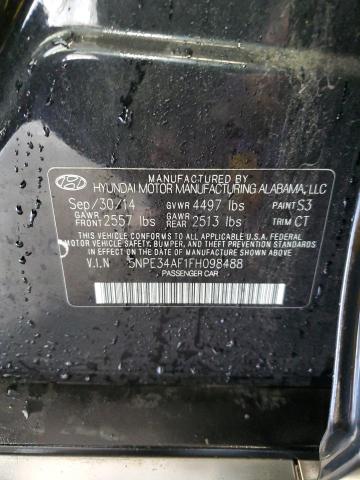 MANUFACTURED BY
HYUNDAI MOTOR MANUFACTURING ALABAMA, LLC
Sep/30/14 GVWR 4497 lbs PAINT S3
GAWR FRONT 2557 lbs GAWR REAR 2513 lbs TRIM CT
THIS VEHICLE CONFORMS TO ALL APPLICABLE U.S.A. FEDERAL
MOTOR VEHICLE SAFETY, BUMPER, AND THEFT PREVENTION
STANDARDS IN EFFECT ON THE DATE OF MANUFACTURE
SHOWN ABOVE.
V.I.N 5NPE34AF1FH098488
PASSENGER CAR